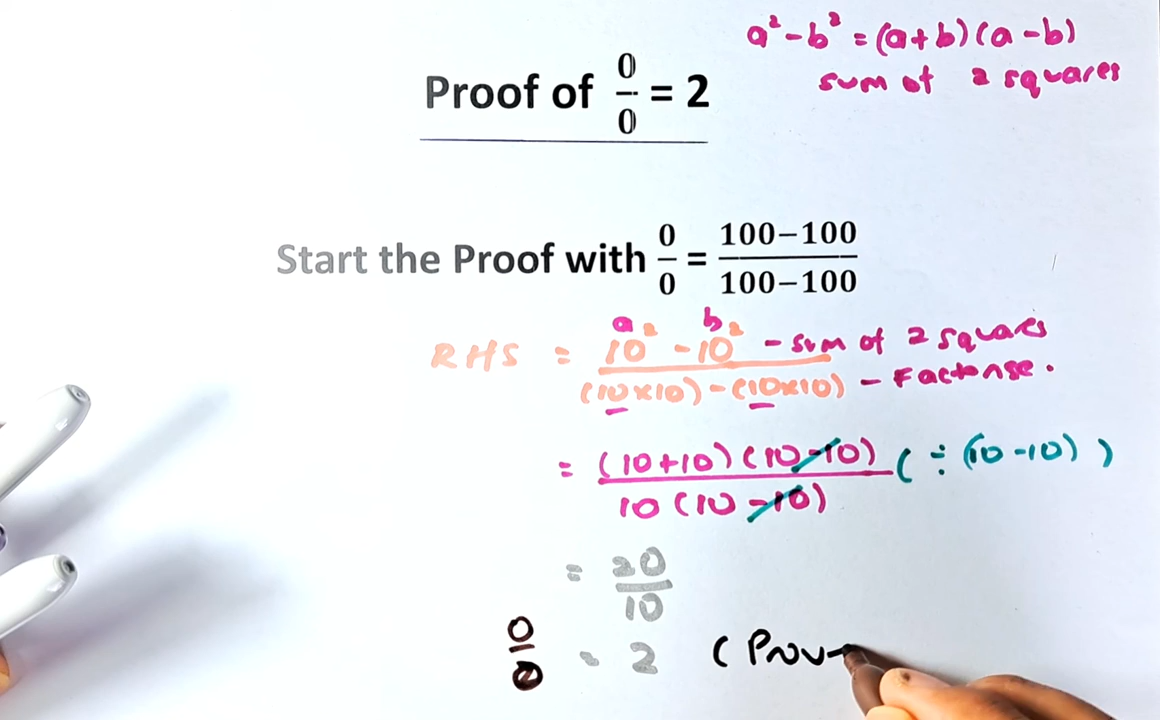 a² - b² = (a + b)(a - b)
sum of 2 squares
Proof of 0/0 = 2
Start the Proof with 0/0 = 100−100/100−100
a b
RHS = 10² - 10² / (10×10) - (10×10)
- sum of 2 squares
- Factorise.
= (10+10)(10-10) / 10(10-10) (÷(10-10))
= 20/10
0/0 = 2 (Prov